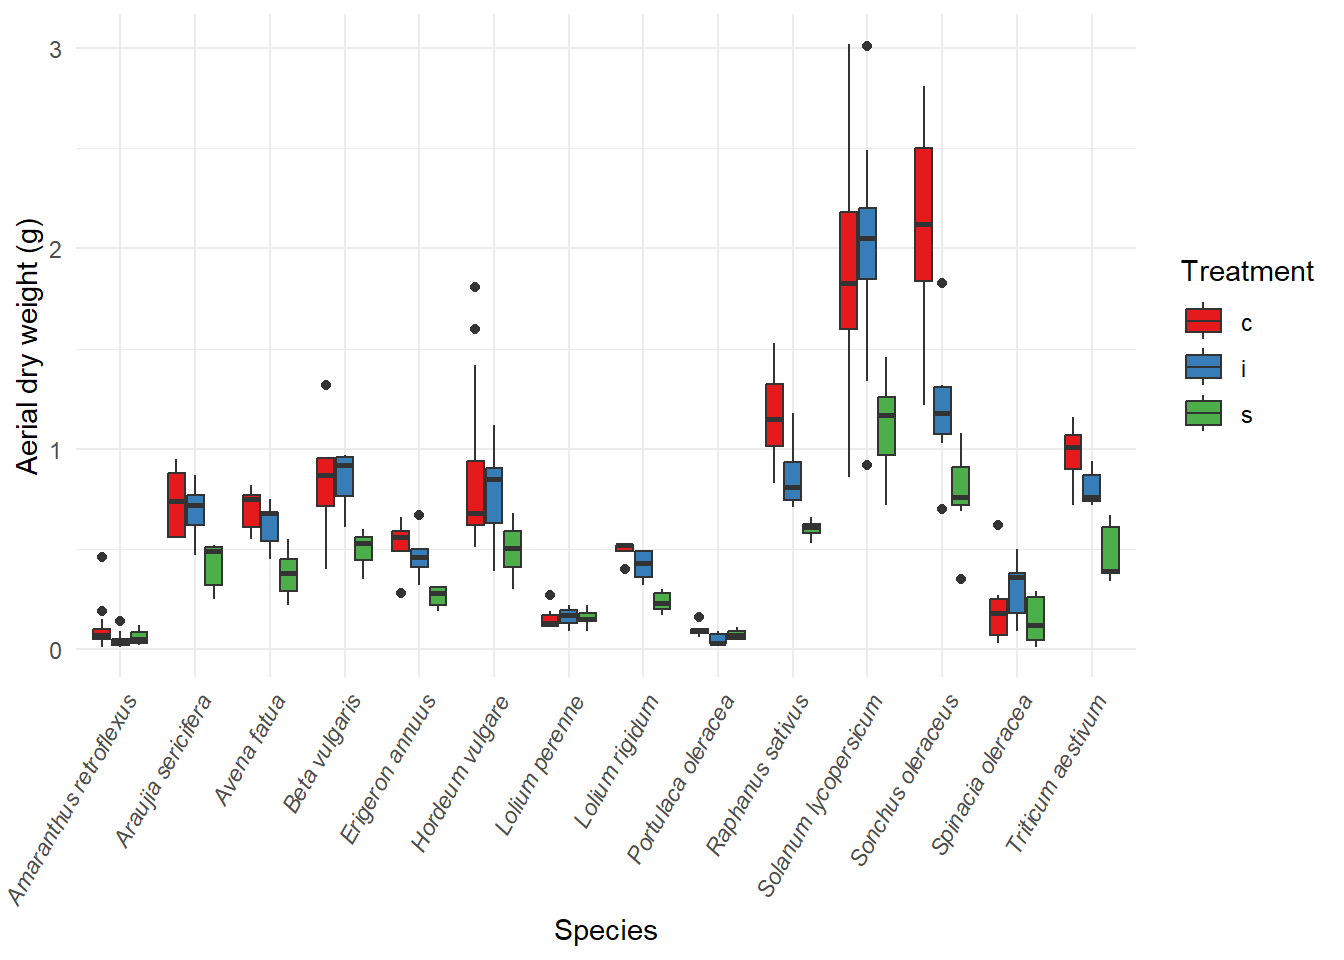 3
2
1
0
Aerial dry weight (g)
Amaranthus retroflexus
Araujia sericifera
Avena fatua
Beta vulgaris
Erigeron annuus
Hordeum vulgare
Lolium perenne
Lolium rigidum
Portulaca oleracea
Raphanus sativus
Solanum lycopersicum
Sonchus oleraceus
Spinacia oleracea
Triticum aestivum
Species
Treatment
c
i
s